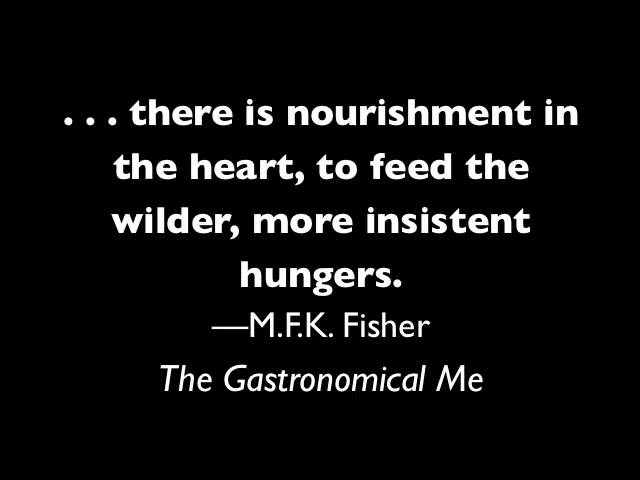 . . . there is nourishment in
the heart, to feed the
wilder, more insistent
hungers.
—M.F.K. Fisher
The Gastronomical Me